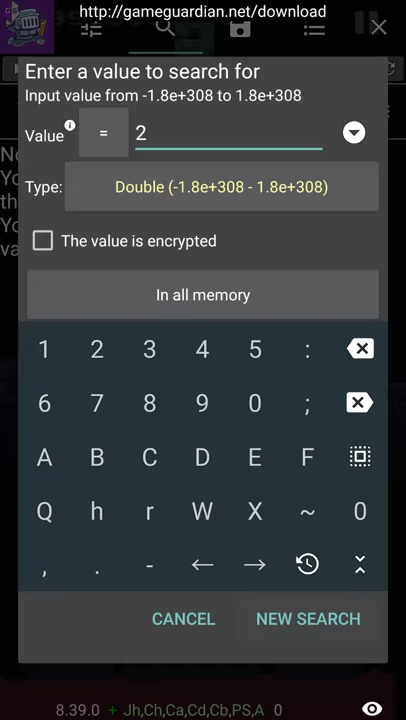 http://gameguardian.net/download
Enter a value to search for
Input value from -1.8e+308 to 1.8e+308
Value i = 2
Type: Double (-1.8e+308 - 1.8e+308)
The value is encrypted
In all memory
1 2 3 4 5 :
6 7 8 9 0 ;
A B C D E F
Q h r W X ~ 0
, . - ← →
CANCEL NEW SEARCH
8.39.0 + Jh,Ch,Ca,Cd,Cb,PS,A 0